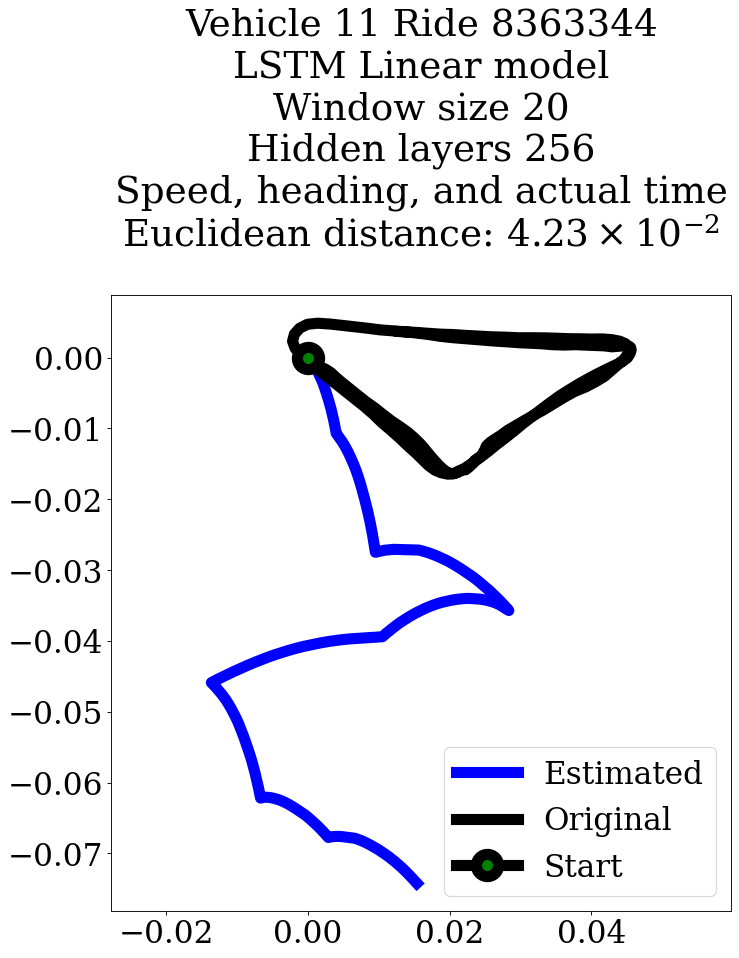 Vehicle 11 Ride 8363344
LSTM Linear model
Window size 20
Hidden layers 256
Speed, heading, and actual time
Euclidean distance: 4.23 × 10⁻²
0.00
−0.01
−0.02
−0.03
−0.04
−0.05
−0.06
−0.07
Estimated
Original
Start
−0.02 0.00 0.02 0.04